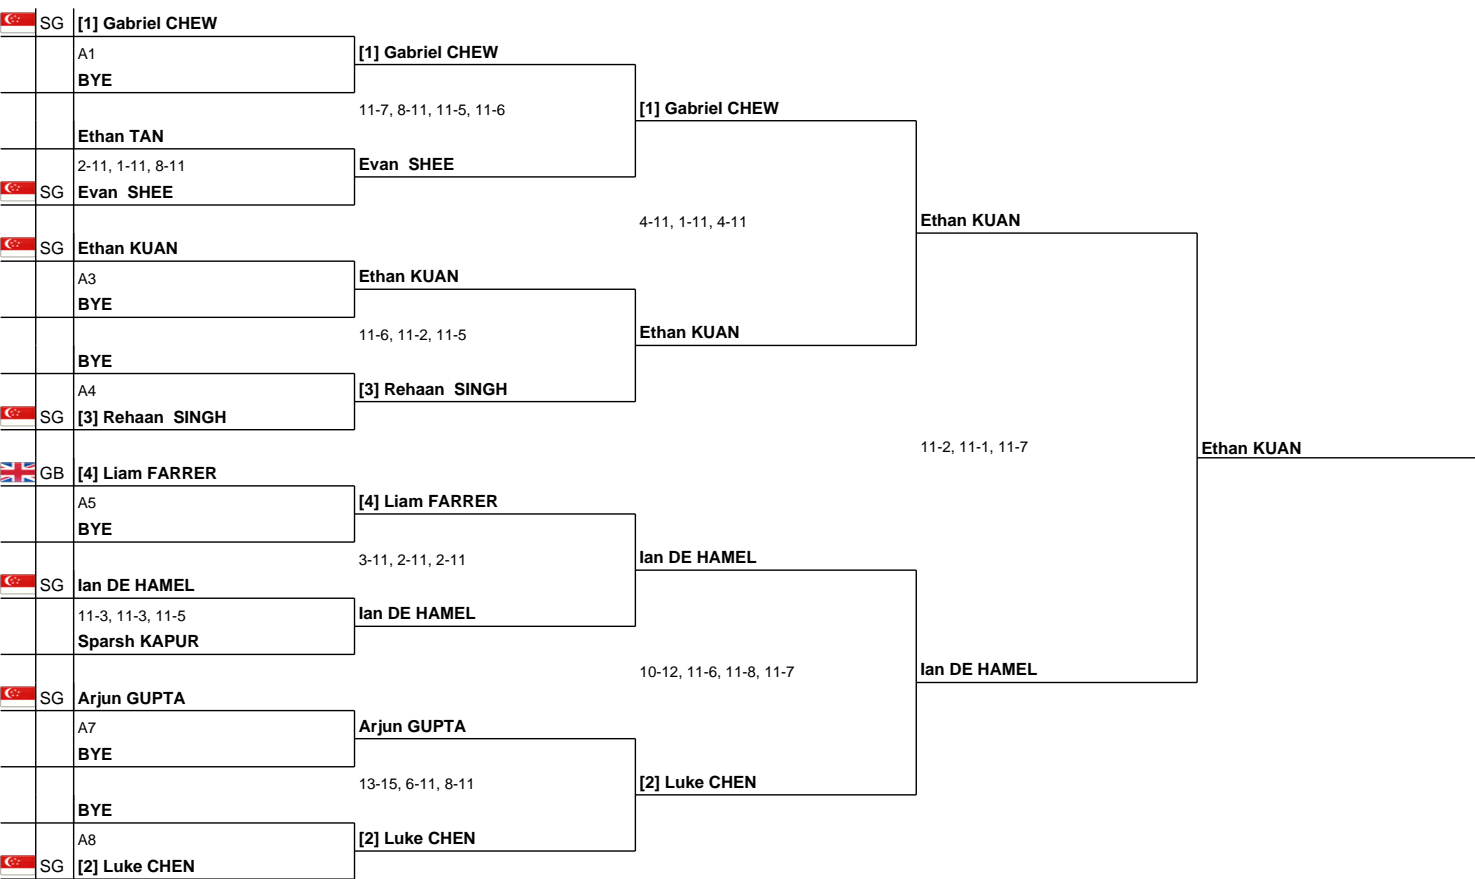 SG [1] Gabriel CHEW
A1 [1] Gabriel CHEW
BYE
11-7, 8-11, 11-5, 11-6 [1] Gabriel CHEW
Ethan TAN
2-11, 1-11, 8-11 Evan SHEE
SG Evan SHEE
4-11, 1-11, 4-11 Ethan KUAN
SG Ethan KUAN
A3 Ethan KUAN
BYE
11-6, 11-2, 11-5 Ethan KUAN
BYE
A4 [3] Rehaan SINGH
SG [3] Rehaan SINGH
11-2, 11-1, 11-7 Ethan KUAN
GB [4] Liam FARRER
A5 [4] Liam FARRER
BYE
3-11, 2-11, 2-11 Ian DE HAMEL
SG Ian DE HAMEL
11-3, 11-3, 11-5 Ian DE HAMEL
Sparsh KAPUR
10-12, 11-6, 11-8, 11-7 Ian DE HAMEL
SG Arjun GUPTA
A7 Arjun GUPTA
BYE
13-15, 6-11, 8-11 [2] Luke CHEN
BYE
A8 [2] Luke CHEN
SG [2] Luke CHEN